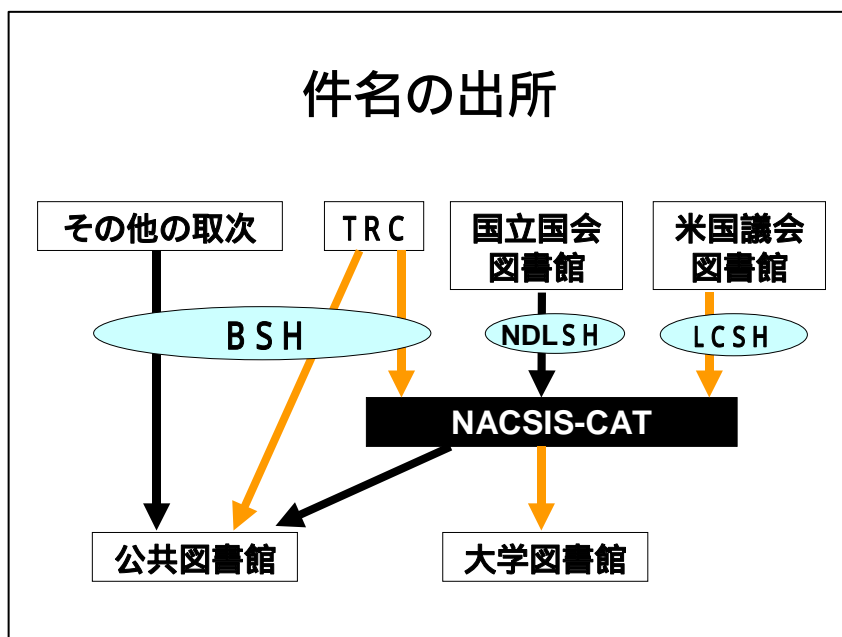 件名の出所
その他の取次
TRC
国立国会
図書館
米国議会
図書館
BSH
NDLSH
LCSH
NACSIS-CAT
公共図書館
大学図書館